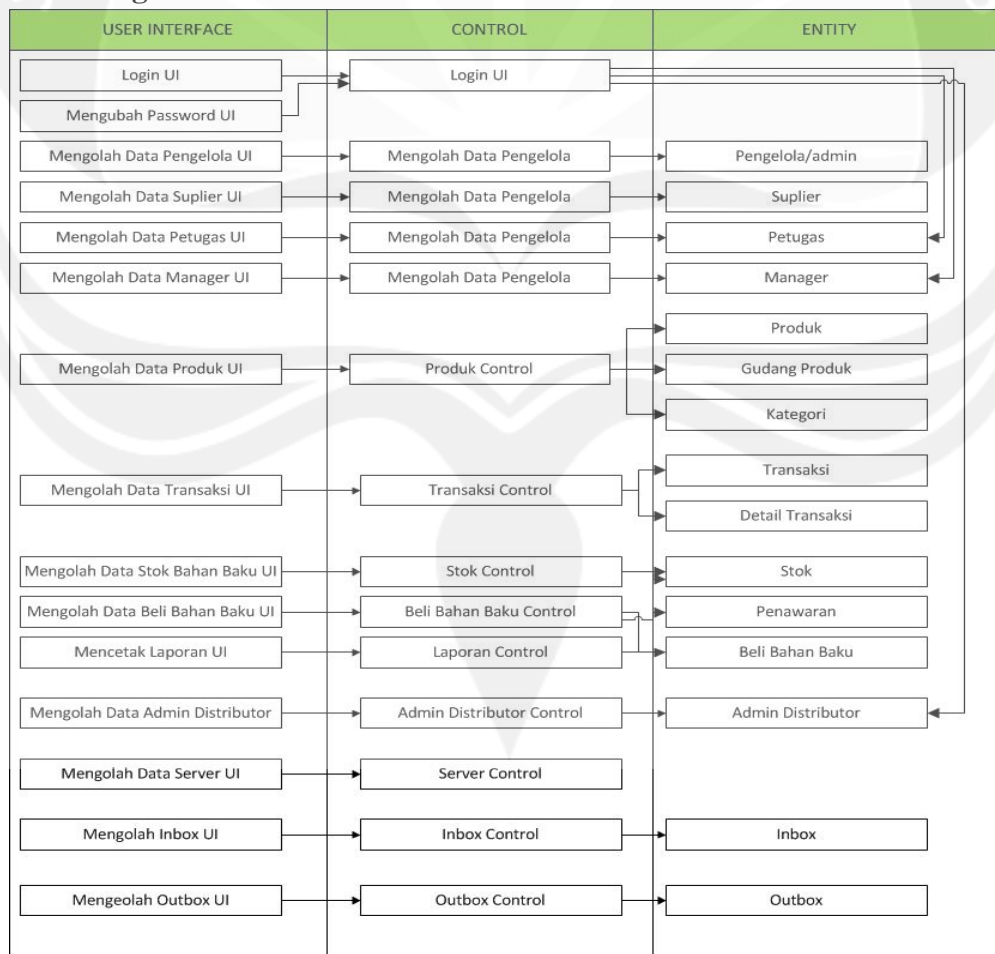 USER INTERFACE CONTROL ENTITY
Login UI Login UI
Mengubah Password UI
Mengolah Data Pengelola UI Mengolah Data Pengelola Pengelola/admin
Mengolah Data Suplier UI Mengolah Data Pengelola Suplier
Mengolah Data Petugas UI Mengolah Data Pengelola Petugas
Mengolah Data Manager UI Mengolah Data Pengelola Manager
Produk
Mengolah Data Produk UI Produk Control Gudang Produk
Kategori
Transaksi
Mengolah Data Transaksi UI Transaksi Control
Detail Transaksi
Mengolah Data Stok Bahan Baku UI Stok Control Stok
Mengolah Data Beli Bahan Baku UI Beli Bahan Baku Control Penawaran
Mencetak Laporan UI Laporan Control Beli Bahan Baku
Mengolah Data Admin Distributor Admin Distributor Control Admin Distributor
Mengolah Data Server UI Server Control
Mengolah Inbox UI Inbox Control Inbox
Mengeolah Outbox UI Outbox Control Outbox